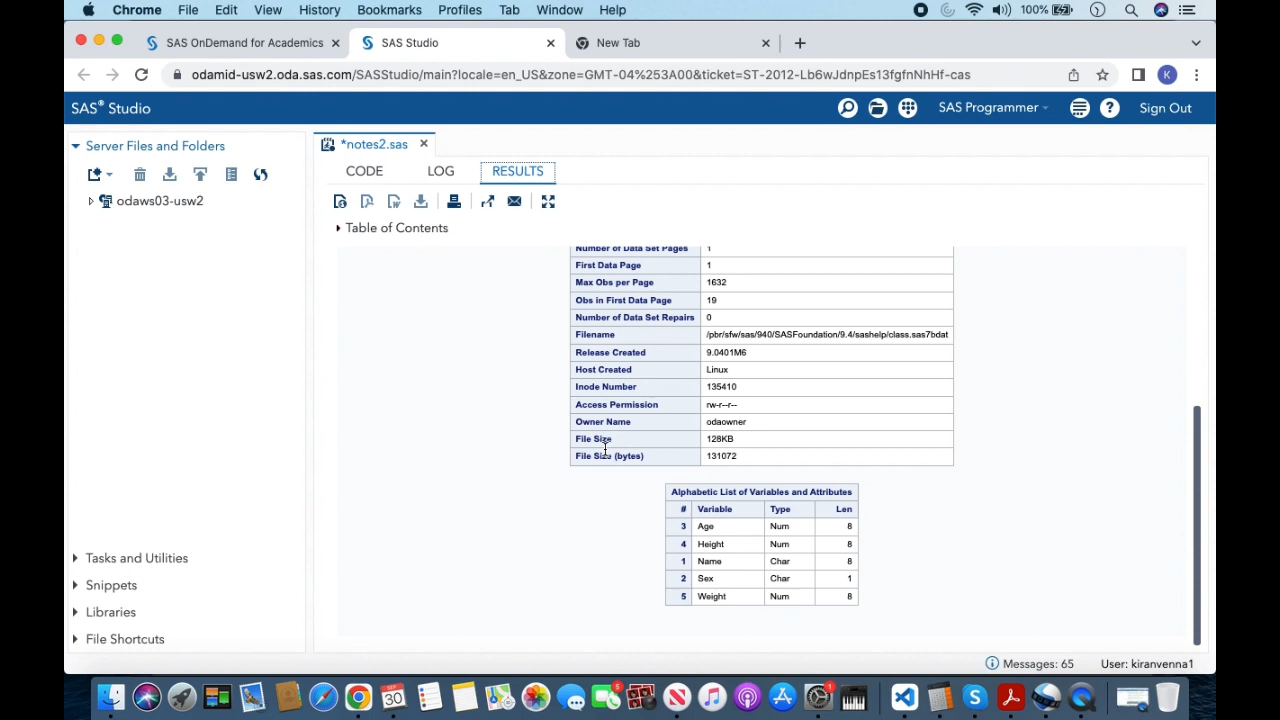 Chrome File Edit View History Bookmarks Profiles Tab Window Help 100%
SAS OnDemand for Academics SAS Studio New Tab
odamid-usw2.oda.sas.com/SASStudio/main?locale=en_US&zone=GMT-04%253A00&ticket=ST-2012-Lb6wJdnpEs13fgfnNhHf-cas K
SAS® Studio SAS Programmer Sign Out
Server Files and Folders
*notes2.sas
CODE LOG RESULTS
odaws03-usw2
Table of Contents
Number of Data Set Pages 1
First Data Page 1
Max Obs per Page 1632
Obs in First Data Page 19
Number of Data Set Repairs 0
Filename /pbr/sfw/sas/940/SASFoundation/9.4/sashelp/class.sas7bdat
Release Created 9.0401M6
Host Created Linux
Inode Number 135410
Access Permission rw-r--r--
Owner Name odaowner
File Size 128KB
File Size (bytes) 131072
Alphabetic List of Variables and Attributes
# Variable Type Len
3 Age Num 8
4 Height Num 8
1 Name Char 8
2 Sex Char 1
5 Weight Num 8
Tasks and Utilities
Snippets
Libraries
File Shortcuts
Messages: 65 User: kiranvenna1
SEP
30